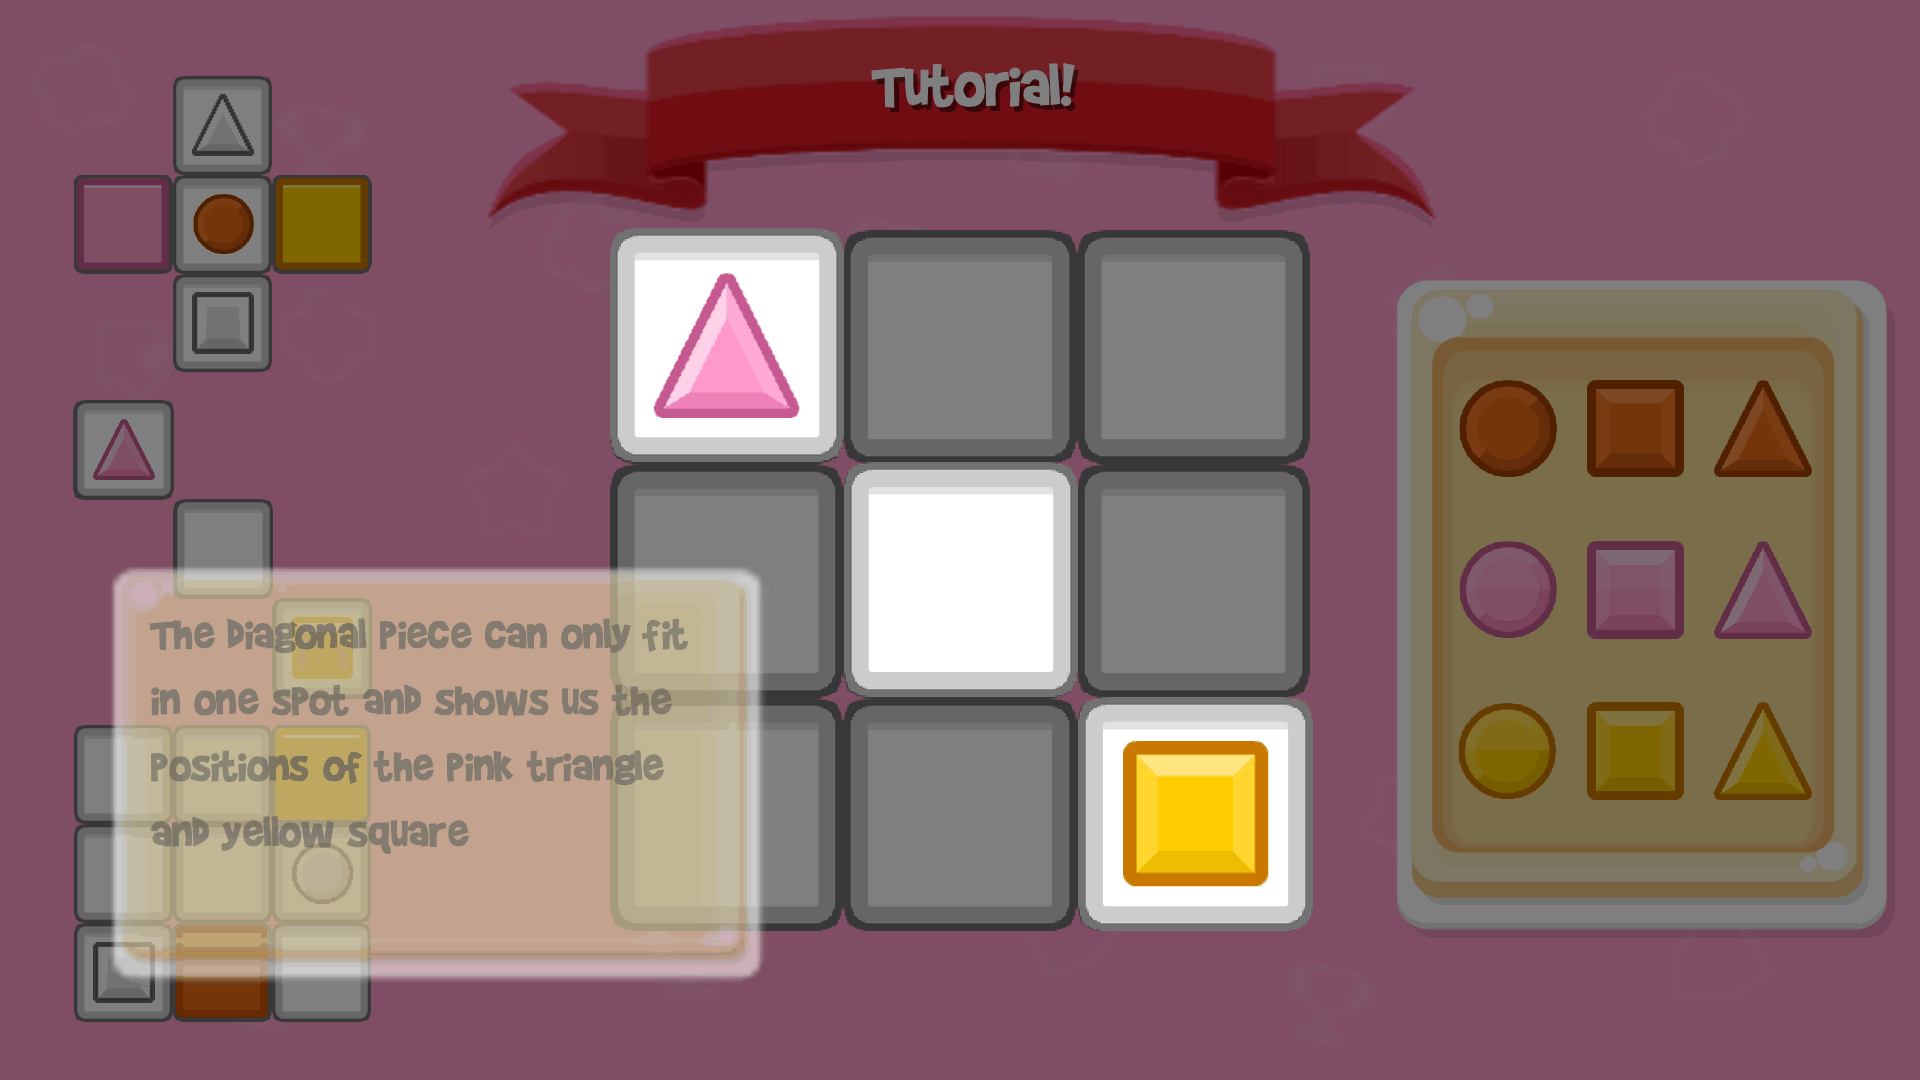 Tutorial!
The Diagonal Piece can only fit
in one spot and shows us the
Positions of the Pink triangle
and yellow square